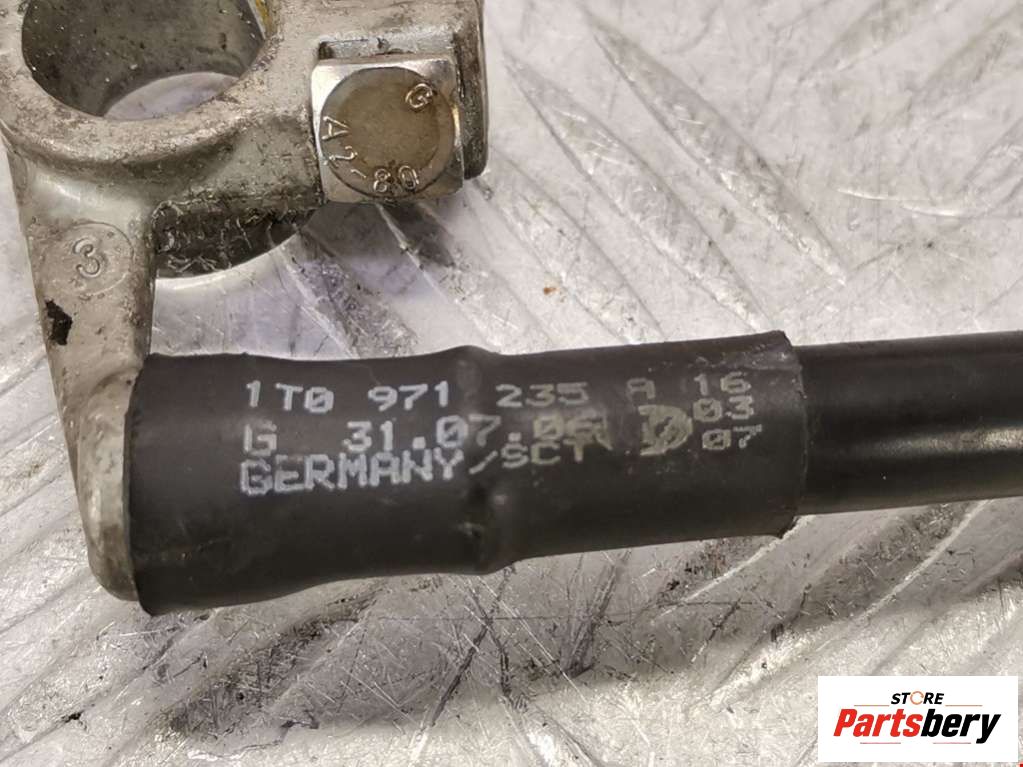 G
A2-80
3
1T0 971 235 A 16
G 31.07.06 03
GERMANY/SCT 07
STORE
Partsbery